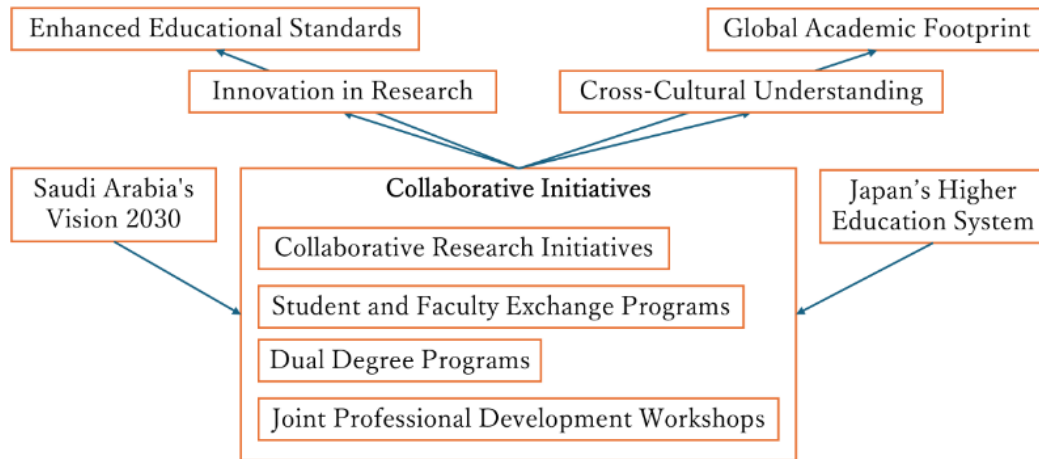 Enhanced Educational Standards
Global Academic Footprint
Innovation in Research
Cross-Cultural Understanding
Saudi Arabia's
Vision 2030
Collaborative Initiatives
Japan’s Higher
Education System
Collaborative Research Initiatives
Student and Faculty Exchange Programs
Dual Degree Programs
Joint Professional Development Workshops